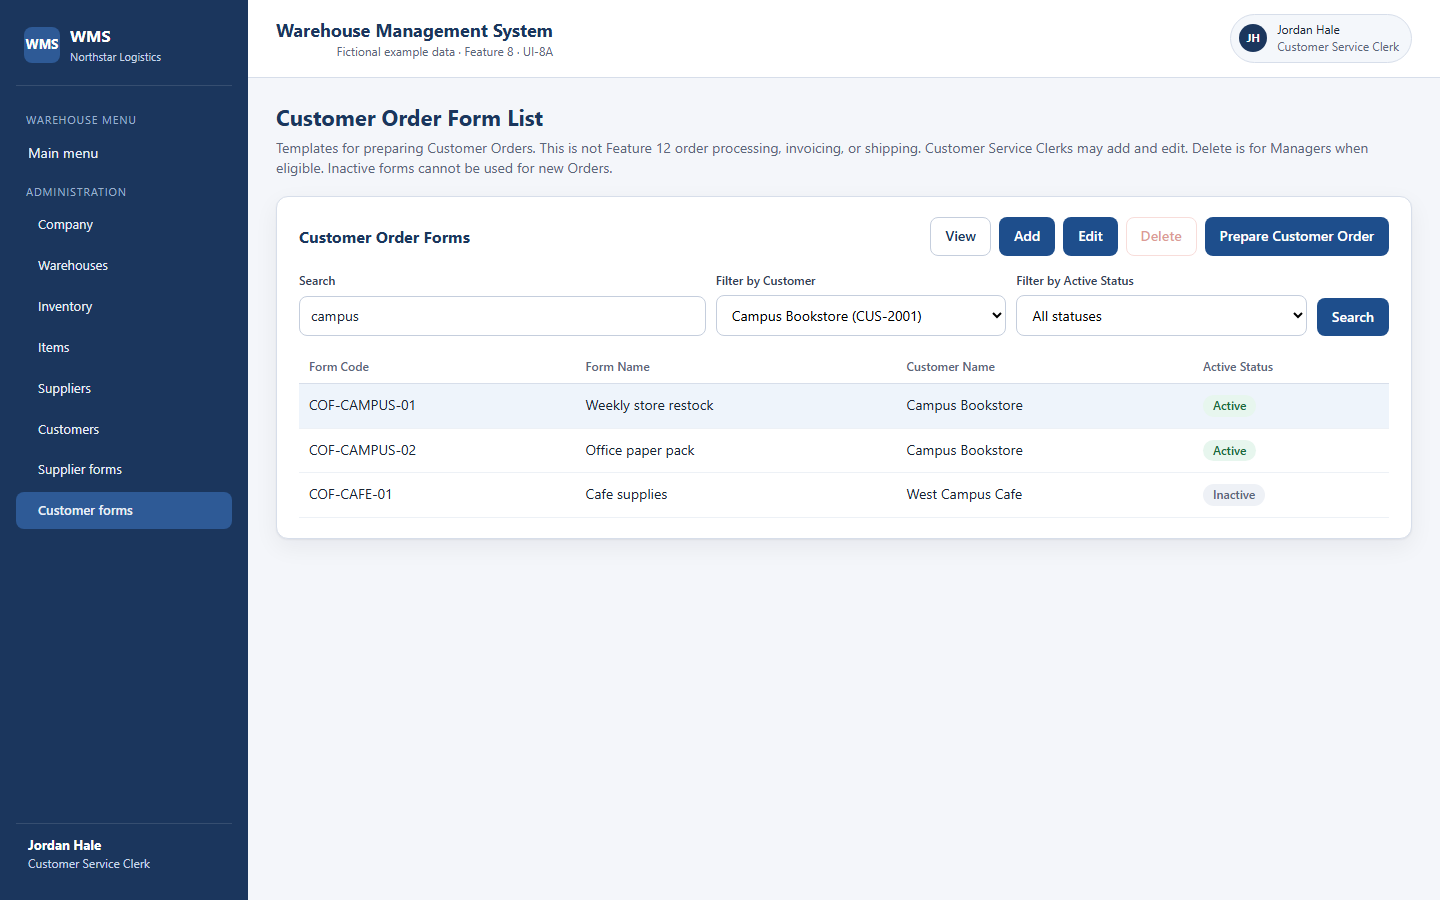 WMS
WMS
Northstar Logistics
WAREHOUSE MENU
Main menu
ADMINISTRATION
Company
Warehouses
Inventory
Items
Suppliers
Customers
Supplier forms
Customer forms
Jordan Hale
Customer Service Clerk
Warehouse Management System
Fictional example data · Feature 8 · UI-8A
JH
Jordan Hale
Customer Service Clerk
Customer Order Form List
Templates for preparing Customer Orders. This is not Feature 12 order processing, invoicing, or shipping. Customer Service Clerks may add and edit. Delete is for Managers when
eligible. Inactive forms cannot be used for new Orders.
Customer Order Forms
View Add Edit Delete Prepare Customer Order
Search Filter by Customer Filter by Active Status
campus Campus Bookstore (CUS-2001) All statuses Search
Form Code Form Name Customer Name Active Status
COF-CAMPUS-01 Weekly store restock Campus Bookstore Active
COF-CAMPUS-02 Office paper pack Campus Bookstore Active
COF-CAFE-01 Cafe supplies West Campus Cafe Inactive